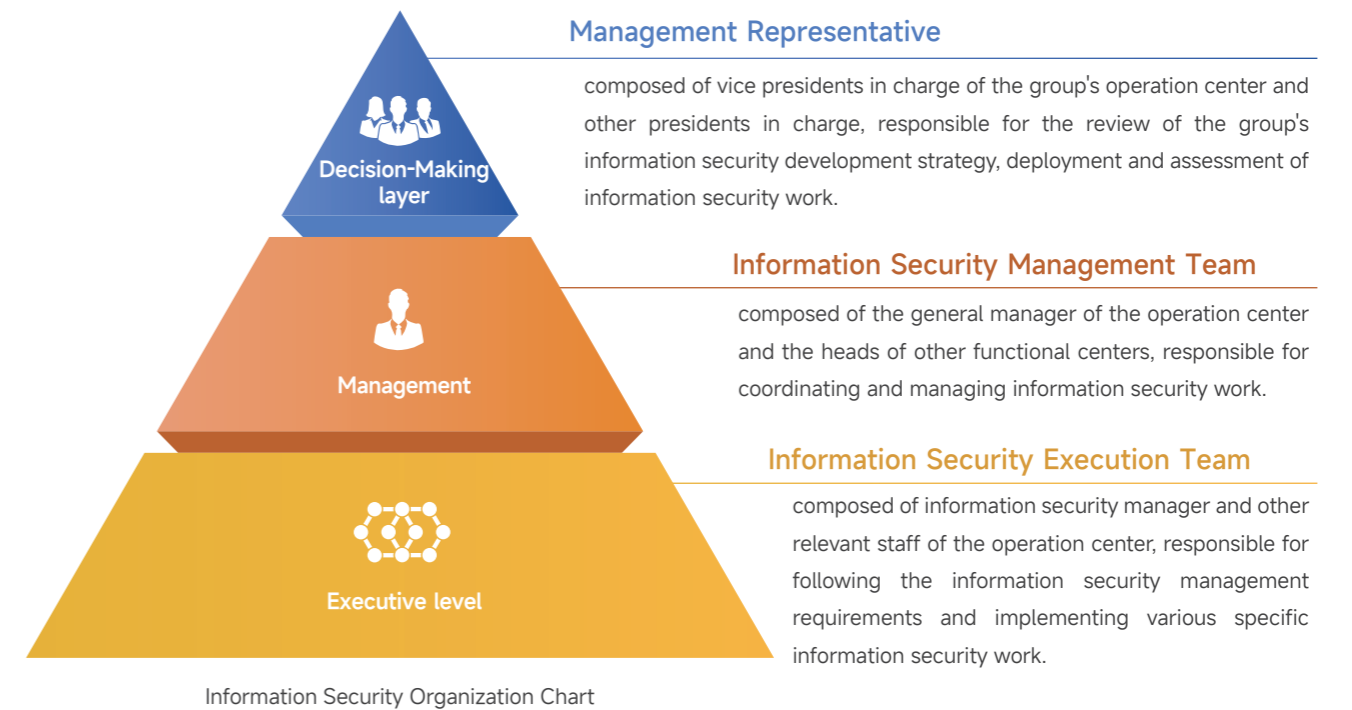 Management Representative
composed of vice presidents in charge of the group's operation center and
other presidents in charge, responsible for the review of the group's
information security development strategy, deployment and assessment of
information security work.
Decision-Making
layer
Information Security Management Team
composed of the general manager of the operation center
and the heads of other functional centers, responsible for
coordinating and managing information security work.
Management
Information Security Execution Team
composed of information security manager and other
relevant staff of the operation center, responsible for
following the information security management
requirements and implementing various specific
information security work.
Executive level
Information Security Organization Chart